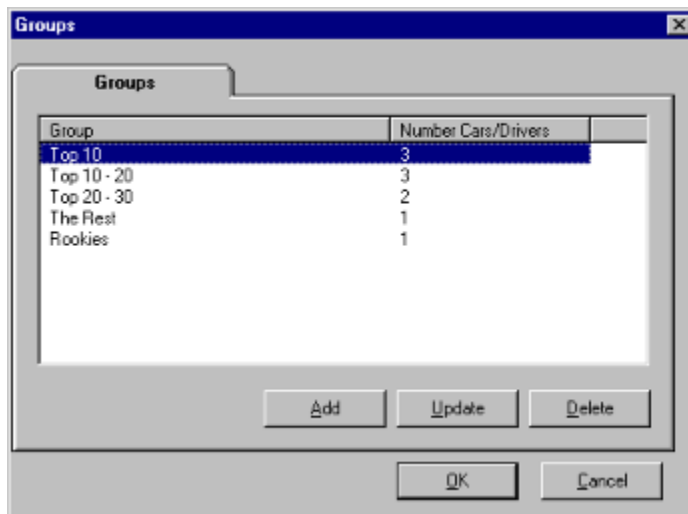 Groups
Groups
Group Number Cars/Drivers
Top 10 3
Top 10 - 20 3
Top 20 - 30 2
The Rest 1
Rookies 1
Add Update Delete
OK Cancel